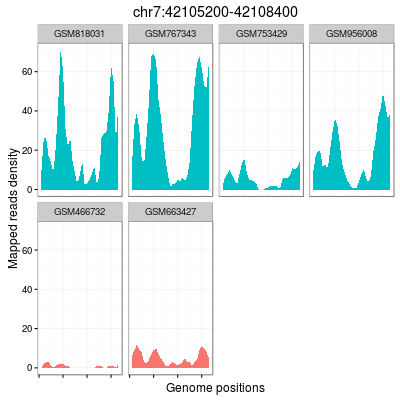 chr7:42105200-42108400
GSM818031 GSM767343 GSM753429 GSM956008
60
40
20
0
GSM466732 GSM663427
60
40
20
0
Mapped reads density
Genome positions